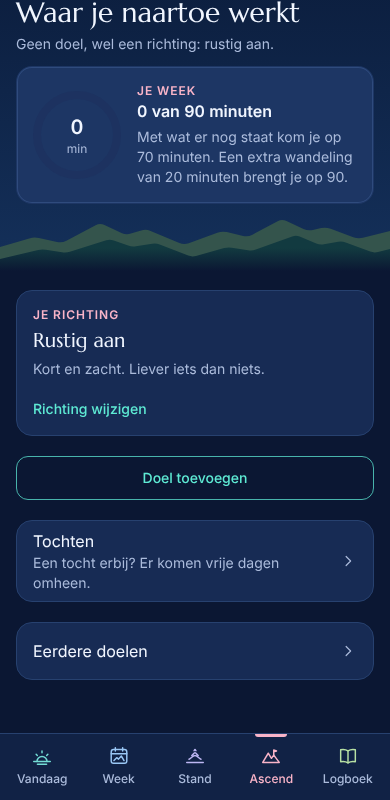 Waar je naartoe werkt
Geen doel, wel een richting: rustig aan.
JE WEEK
0 van 90 minuten
0
min
Met wat er nog staat kom je op
70 minuten. Een extra wandeling
van 20 minuten brengt je op 90.
JE RICHTING
Rustig aan
Kort en zacht. Liever iets dan niets.
Richting wijzigen
Doel toevoegen
Tochten
Een tocht erbij? Er komen vrije dagen
omheen.
Eerdere doelen
Vandaag
Week
Stand
Ascend
Logboek